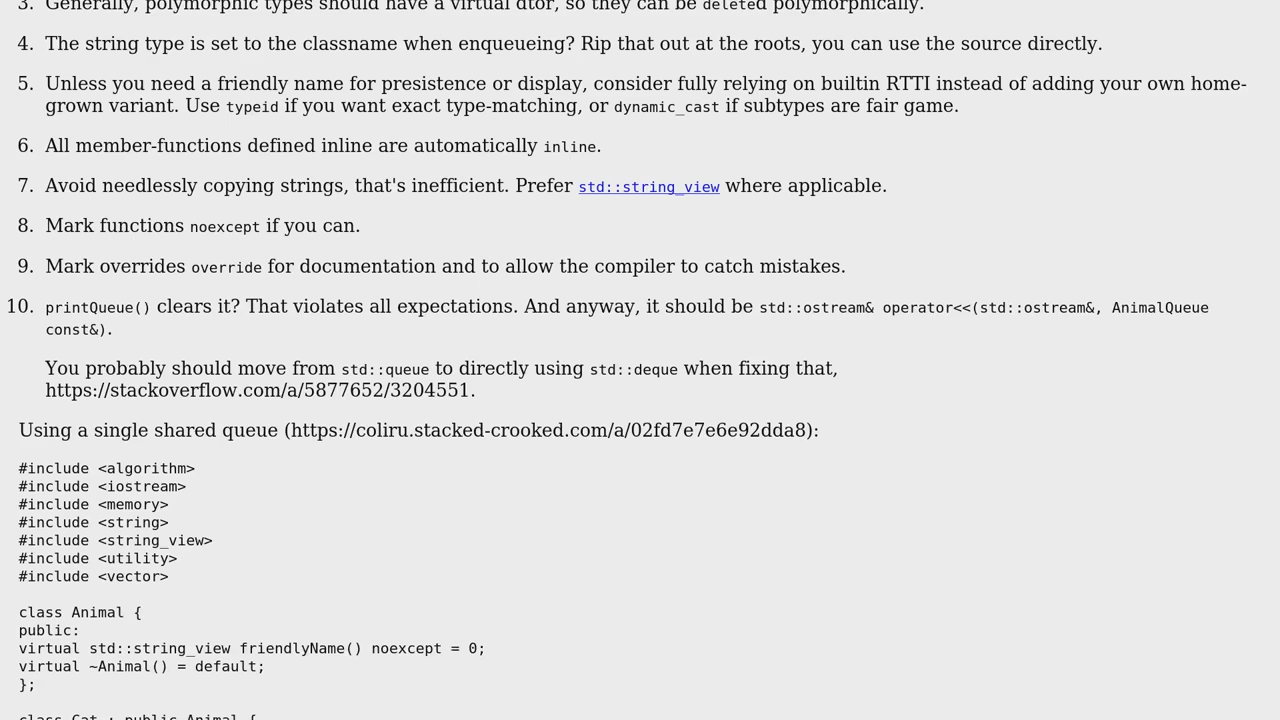 3. Generally, polymorphic types should have a virtual dtor, so they can be deleted polymorphically.
4. The string type is set to the classname when enqueueing? Rip that out at the roots, you can use the source directly.
5. Unless you need a friendly name for presistence or display, consider fully relying on builtin RTTI instead of adding your own home-
grown variant. Use typeid if you want exact type-matching, or dynamic_cast if subtypes are fair game.
6. All member-functions defined inline are automatically inline.
7. Avoid needlessly copying strings, that's inefficient. Prefer std::string_view where applicable.
8. Mark functions noexcept if you can.
9. Mark overrides override for documentation and to allow the compiler to catch mistakes.
10. printQueue() clears it? That violates all expectations. And anyway, it should be std::ostream& operator<<(std::ostream&, AnimalQueue
const&).
You probably should move from std::queue to directly using std::deque when fixing that,
https://stackoverflow.com/a/5877652/3204551.
Using a single shared queue (https://coliru.stacked-crooked.com/a/02fd7e7e6e92dda8):
#include <algorithm>
#include <iostream>
#include <memory>
#include <string>
#include <string_view>
#include <utility>
#include <vector>
class Animal {
public:
virtual std::string_view friendlyName() noexcept = 0;
virtual ~Animal() = default;
};
class Cat : public Animal {